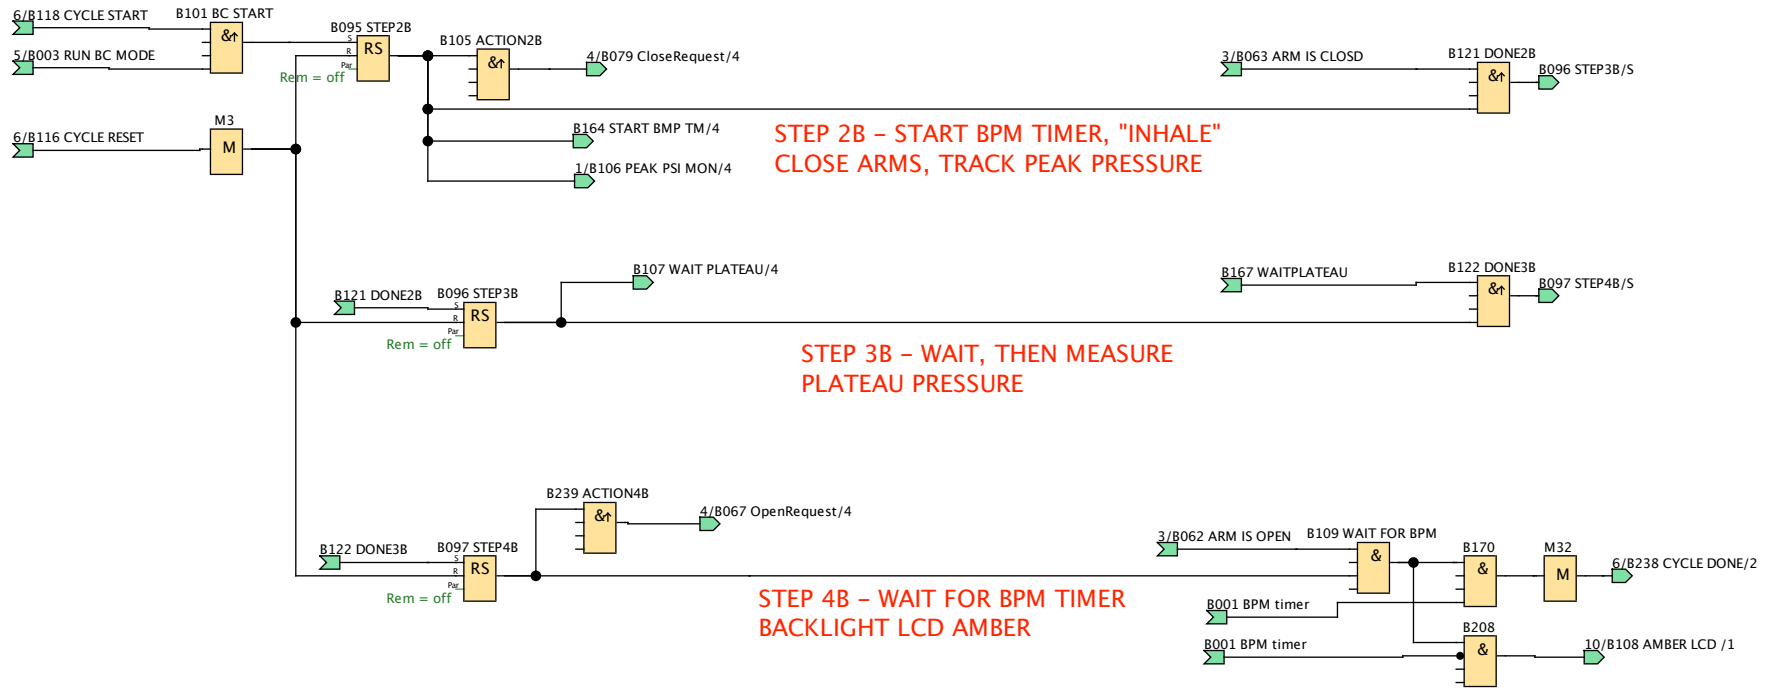 6/B118 CYCLE START
B101 BC START
&↑
5/B003 RUN BC MODE
B095 STEP2B
S
R
Par
RS
Rem = off
B105 ACTION2B
&↑
4/B079 CloseRequest/4
3/B063 ARM IS CLOSD
B121 DONE2B
&↑
B096 STEP3B/S
6/B116 CYCLE RESET
M3
M
B164 START BMP TM/4
1/B106 PEAK PSI MON/4
STEP 2B – START BPM TIMER, "INHALE"
CLOSE ARMS, TRACK PEAK PRESSURE
B107 WAIT PLATEAU/4
B167 WAITPLATEAU
B122 DONE3B
&↑
B097 STEP4B/S
B121 DONE2B
B096 STEP3B
S
R
Par
RS
Rem = off
STEP 3B – WAIT, THEN MEASURE
PLATEAU PRESSURE
B239 ACTION4B
&↑
4/B067 OpenRequest/4
B122 DONE3B
B097 STEP4B
S
R
Par
RS
Rem = off
3/B062 ARM IS OPEN
B109 WAIT FOR BPM
&
B170
&
M32
M
6/B238 CYCLE DONE/2
B001 BPM timer
B001 BPM timer
B208
&
10/B108 AMBER LCD /1
STEP 4B – WAIT FOR BPM TIMER
BACKLIGHT LCD AMBER